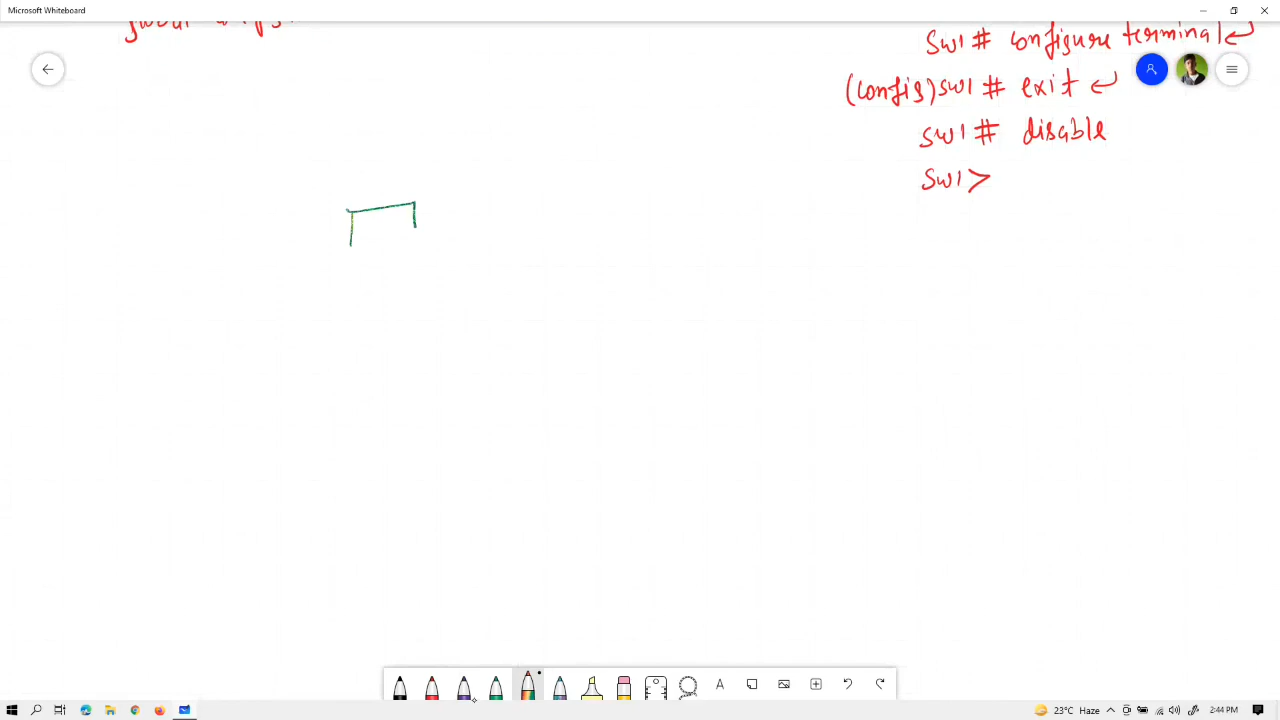 Microsoft Whiteboard
SW1# configure terminal
(config)SW1# exit
SW1# disable
SW1>
A
23°C Haze
2:44 PM